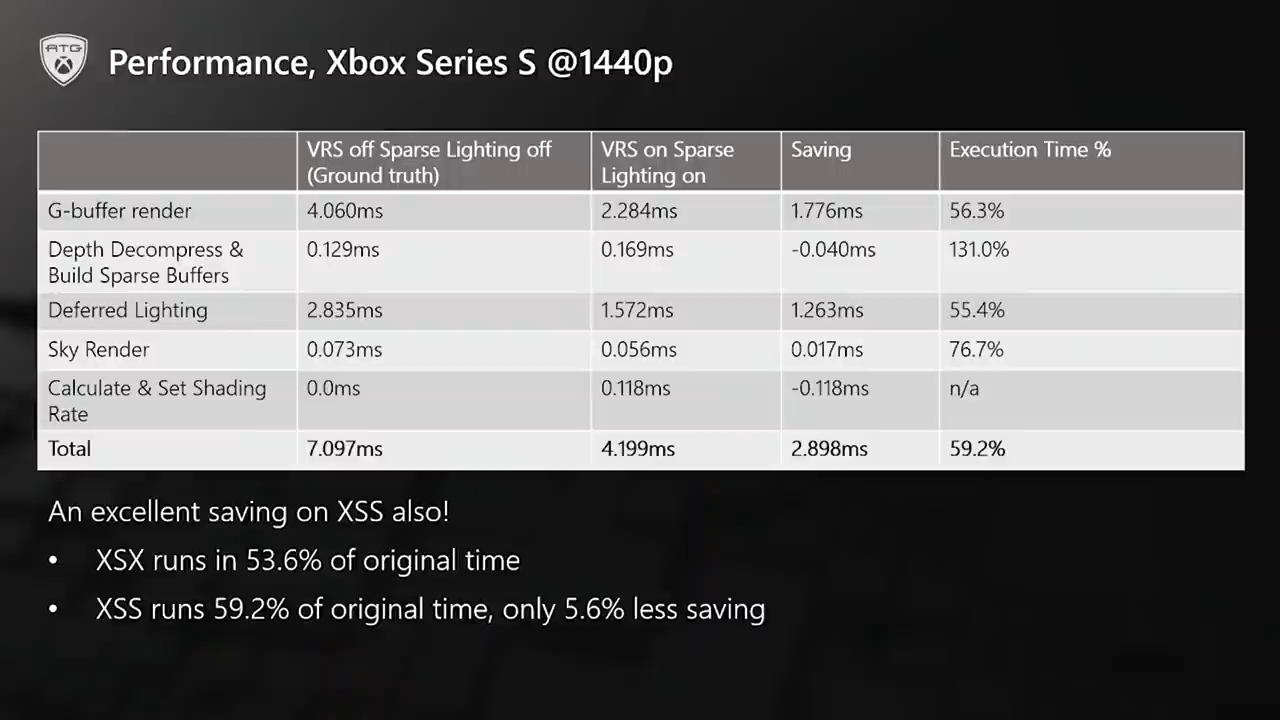 ATG
Performance, Xbox Series S @1440p
VRS off Sparse Lighting off (Ground truth) VRS on Sparse Lighting on Saving Execution Time %
G-buffer render 4.060ms 2.284ms 1.776ms 56.3%
Depth Decompress & Build Sparse Buffers 0.129ms 0.169ms -0.040ms 131.0%
Deferred Lighting 2.835ms 1.572ms 1.263ms 55.4%
Sky Render 0.073ms 0.056ms 0.017ms 76.7%
Calculate & Set Shading Rate 0.0ms 0.118ms -0.118ms n/a
Total 7.097ms 4.199ms 2.898ms 59.2%
An excellent saving on XSS also!
• XSX runs in 53.6% of original time
• XSS runs 59.2% of original time, only 5.6% less saving